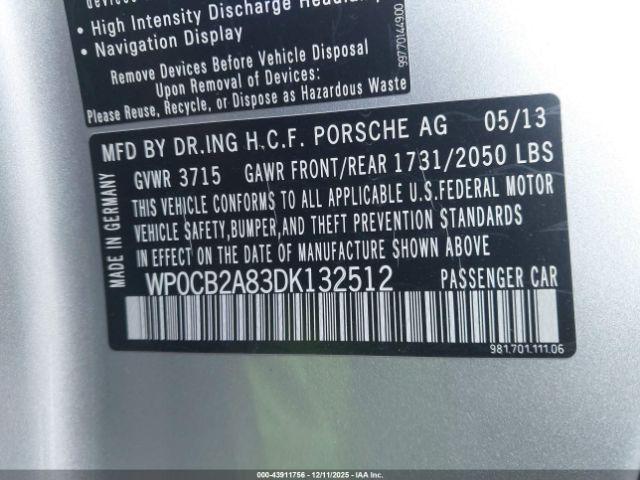 devices
• High Intensity Discharge Headl
• Navigation Display
Remove Devices Before Vehicle Disposal
Upon Removal of Devices:
Please Reuse, Recycle, or Dispose as Hazardous Waste
99770144900
MFD BY DR.ING H.C.F. PORSCHE AG 05/13
GVWR 3715 GAWR FRONT/REAR 1731/2050 LBS
THIS VEHICLE CONFORMS TO ALL APPLICABLE U.S.FEDERAL MOTOR
VEHICLE SAFETY,BUMPER,AND THEFT PREVENTION STANDARDS
IN EFFECT ON THE DATE OF MANUFACTURE SHOWN ABOVE.
WP0CB2A83DK132512 PASSENGER CAR
MADE IN GERMANY
981.701.111.06
000-43911756 - 12/11/2025 - IAACA